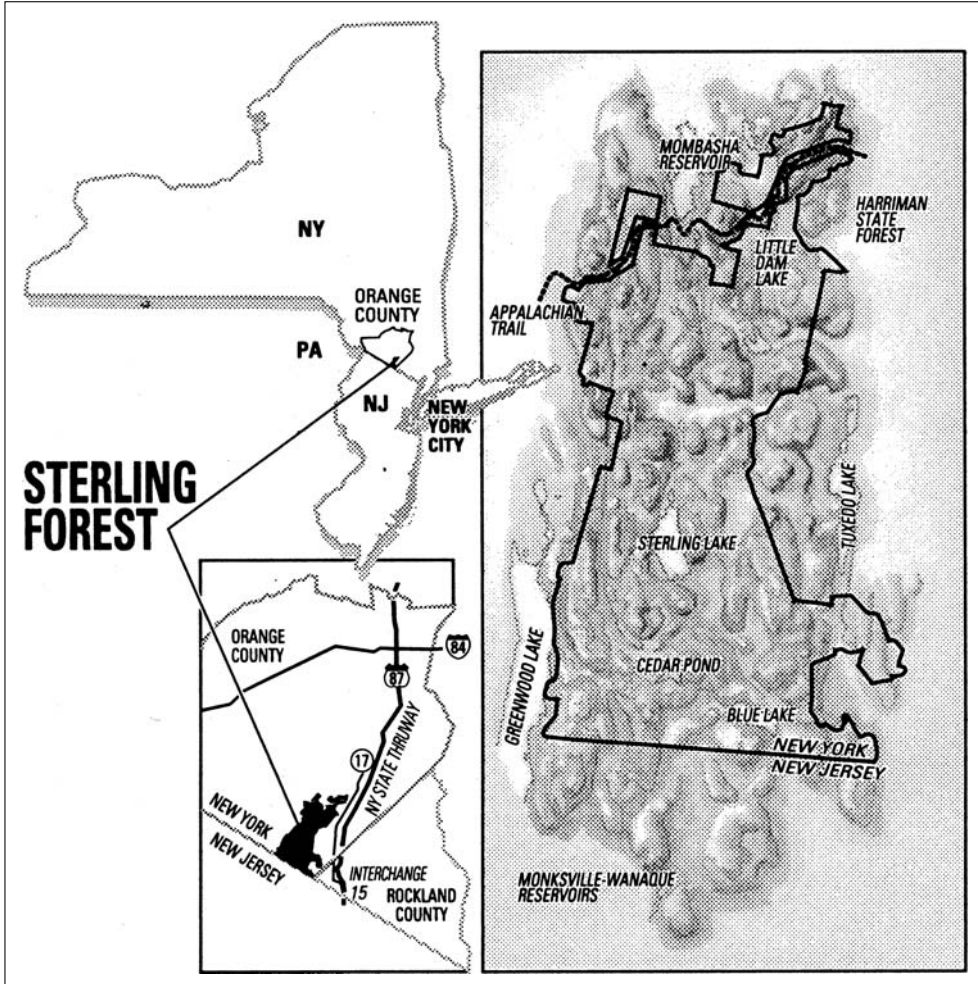 NY
ORANGE
COUNTY
PA
NJ
NEW
YORK
CITY
STERLING
FOREST
ORANGE
COUNTY
84
87
17
NY STATE THRUWAY
NEW YORK
NEW JERSEY
INTERCHANGE
15
ROCKLAND
COUNTY
MOMBASHA
RESERVOIR
HARRIMAN
STATE
FOREST
LITTLE
DAM
LAKE
APPALACHIAN
TRAIL
TUXEDO LAKE
STERLING LAKE
GREENWOOD LAKE
CEDAR POND
BLUE LAKE
NEW YORK
NEW JERSEY
MONKSVILLE-WANAQUE
RESERVOIRS